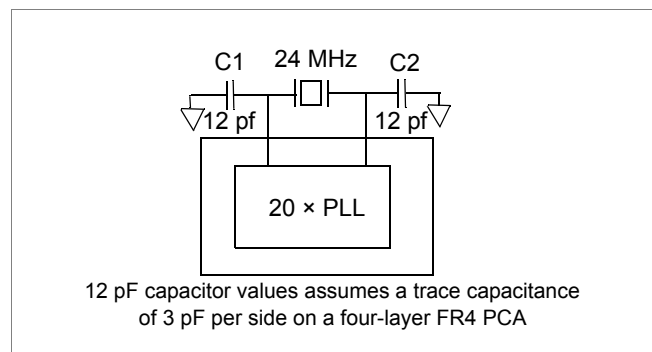 C1 24 MHz C2
12 pf 12 pf
20 × PLL
12 pF capacitor values assumes a trace capacitance
of 3 pF per side on a four-layer FR4 PCA